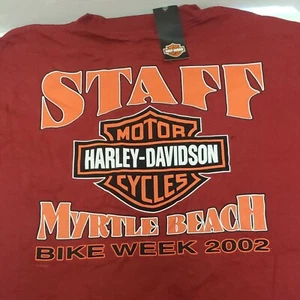 STAFF
MOTOR
HARLEY-DAVIDSON
CYCLES
MYRTLE BEACH
BIKE WEEK 2002